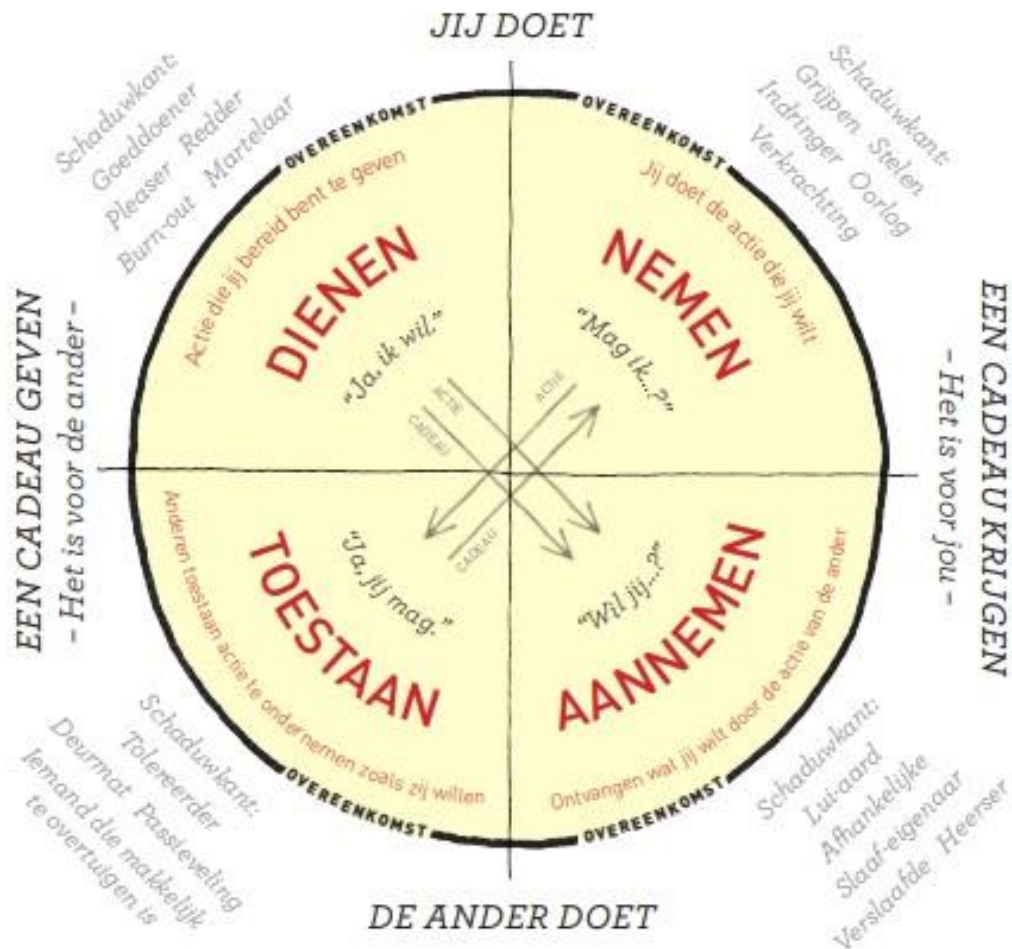 JIJ DOET
Schaduwkant:
Goeddoener
Pleaser Redder
Burn-out Martelaar
Schaduwkant:
Grijpen Stelen
Indringer Oorlog
Verkrachting
OVEREENKOMST
OVEREENKOMST
Actie die jij bereid bent te geven
Jij doet de actie die jij wilt
DIENEN
NEMEN
"Ja, ik wil."
"Mag ik...?"
EEN CADEAU GEVEN
– Het is voor de ander –
EEN CADEAU KRIJGEN
– Het is voor jou –
ACTIE
CADEAU
ACTIE
CADEAU
"Ja, jij mag."
"Wil jij...?"
TOESTAAN
AANNEMEN
Anderen toestaan actie te ondernemen zoals zij willen
Ontvangen wat jij wilt door de actie van de ander
OVEREENKOMST
OVEREENKOMST
Schaduwkant:
Tolereerder
Deurmat Passieveling
Iemand die makkelijk
te overtuigen is
Schaduwkant:
Lui-aard
Afhankelijke
Slaaf-eigenaar
Verslaafde Heerser
DE ANDER DOET